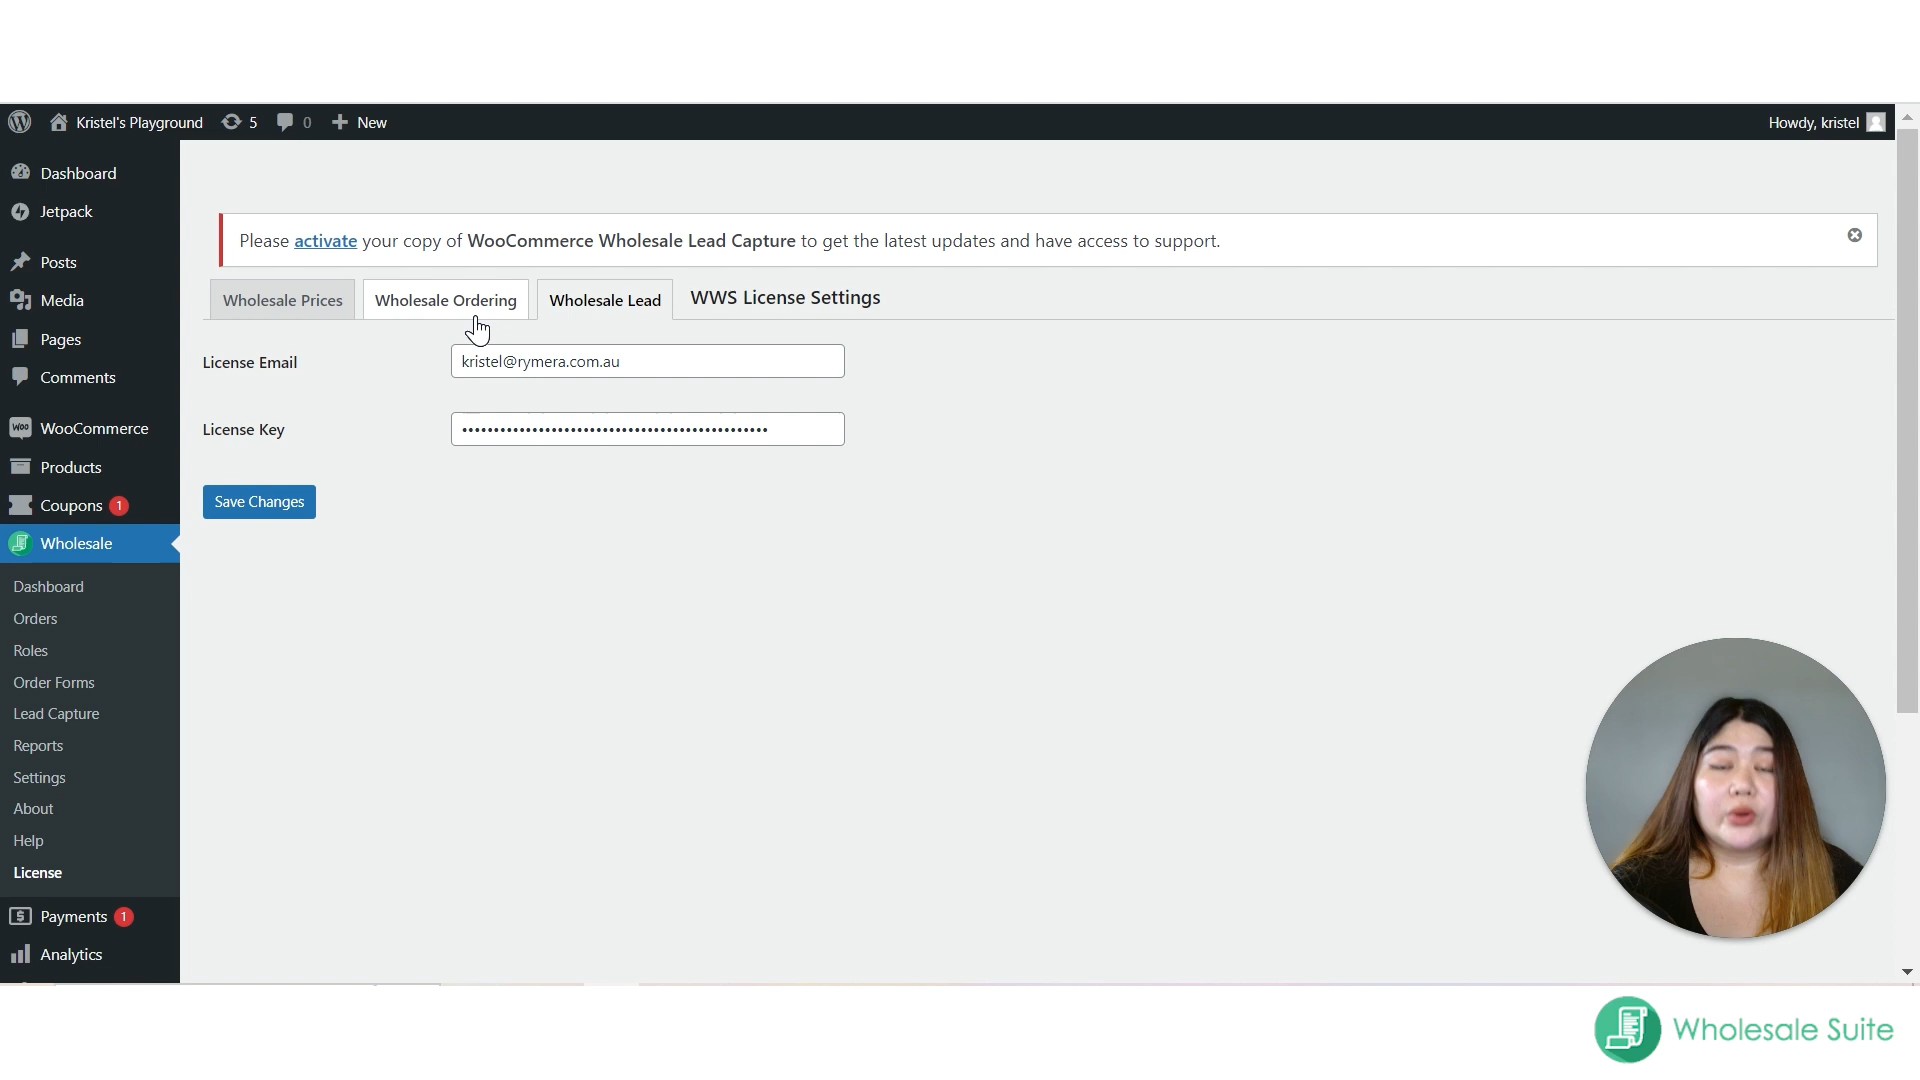 Kristel's Playground 5 0 New Howdy, kristel
Dashboard
Jetpack
Posts
Media
Pages
Comments
WooCommerce
Products
Coupons 1
Wholesale
Dashboard
Orders
Roles
Order Forms
Lead Capture
Reports
Settings
About
Help
License
Payments 1
Analytics
Please activate your copy of WooCommerce Wholesale Lead Capture to get the latest updates and have access to support.
Wholesale Prices Wholesale Ordering Wholesale Lead WWS License Settings
License Email kristel@rymera.com.au
License Key ••••••••••••••••••••••••••••••••••••••••••••••••
Save Changes
Wholesale Suite